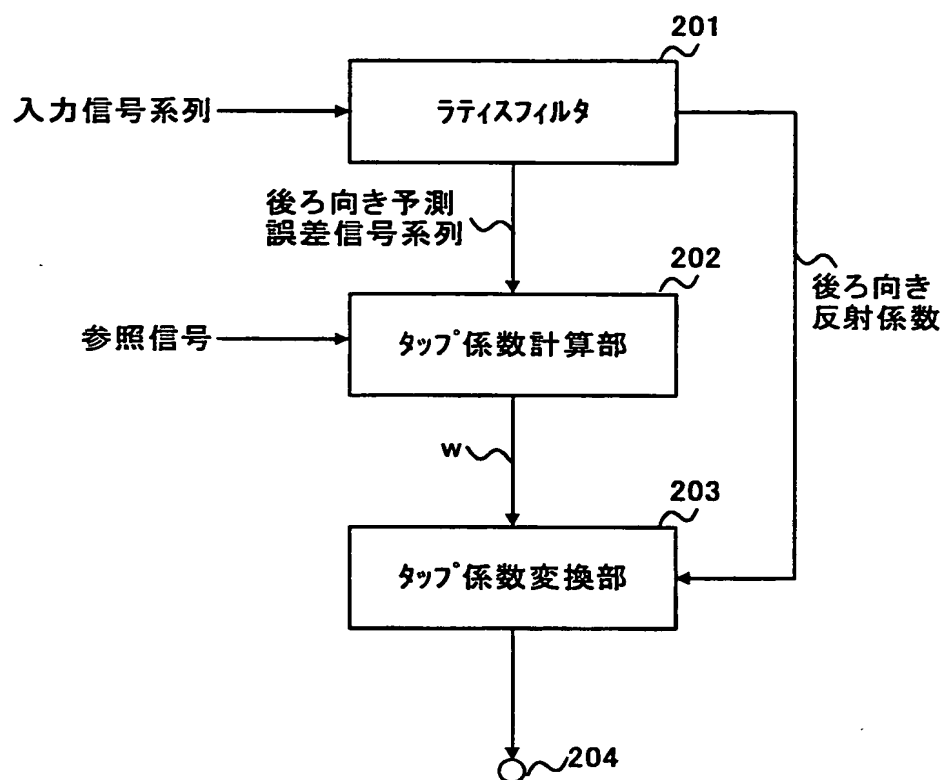 201
入力信号系列
ﾗﾃｨｽﾌｨﾙﾀ
後ろ向き予測
誤差信号系列
202
後ろ向き
反射係数
参照信号
ﾀｯﾌﾟ係数計算部
w
203
ﾀｯﾌﾟ係数変換部
204